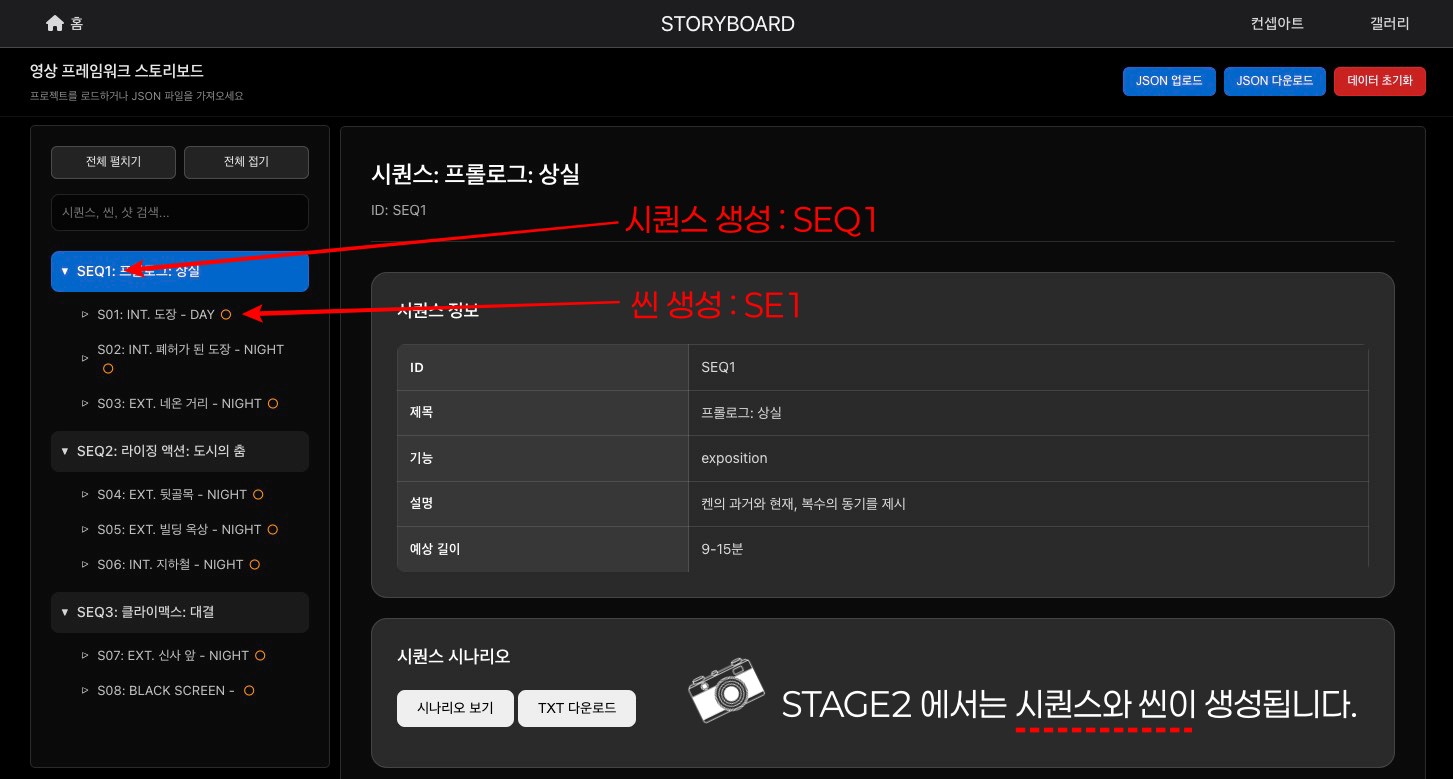 홈
STORYBOARD
컨셉아트
갤러리
영상 프레임워크 스토리보드
프로젝트를 로드하거나 JSON 파일을 가져오세요
JSON 업로드
JSON 다운로드
데이터 초기화
전체 펼치기
전체 접기
시퀀스, 씬, 샷 검색...
▼ SEQ1: 프롤로그: 상실
▷ S01: INT. 도장 - DAY
▷ S02: INT. 폐허가 된 도장 - NIGHT
▷ S03: EXT. 네온 거리 - NIGHT
▼ SEQ2: 라이징 액션: 도시의 춤
▷ S04: EXT. 뒷골목 - NIGHT
▷ S05: EXT. 빌딩 옥상 - NIGHT
▷ S06: INT. 지하철 - NIGHT
▼ SEQ3: 클라이맥스: 대결
▷ S07: EXT. 신사 앞 - NIGHT
▷ S08: BLACK SCREEN -
시퀀스: 프롤로그: 상실
ID: SEQ1
시퀀스 생성 : SEQ1
씬 생성 : SE1
시퀀스 정보
ID SEQ1
제목 프롤로그: 상실
기능 exposition
설명 켄의 과거와 현재, 복수의 동기를 제시
예상 길이 9-15분
시퀀스 시나리오
시나리오 보기
TXT 다운로드
STAGE2 에서는 시퀀스와 씬이 생성됩니다.